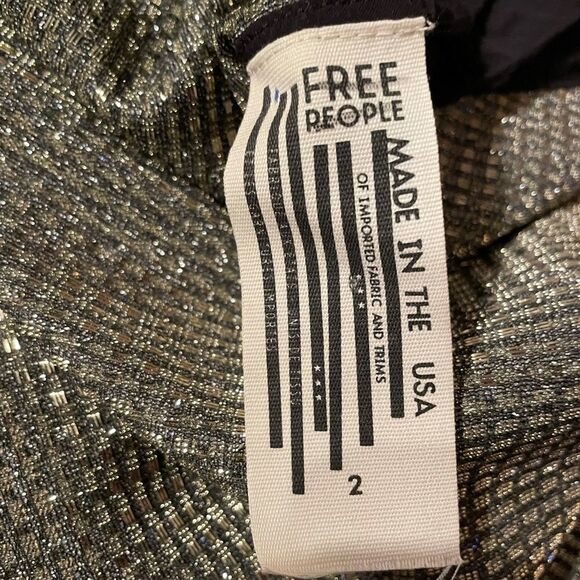 FREE
PEOPLE
MADE IN THE USA
OF IMPORTED FABRIC AND TRIMS
2